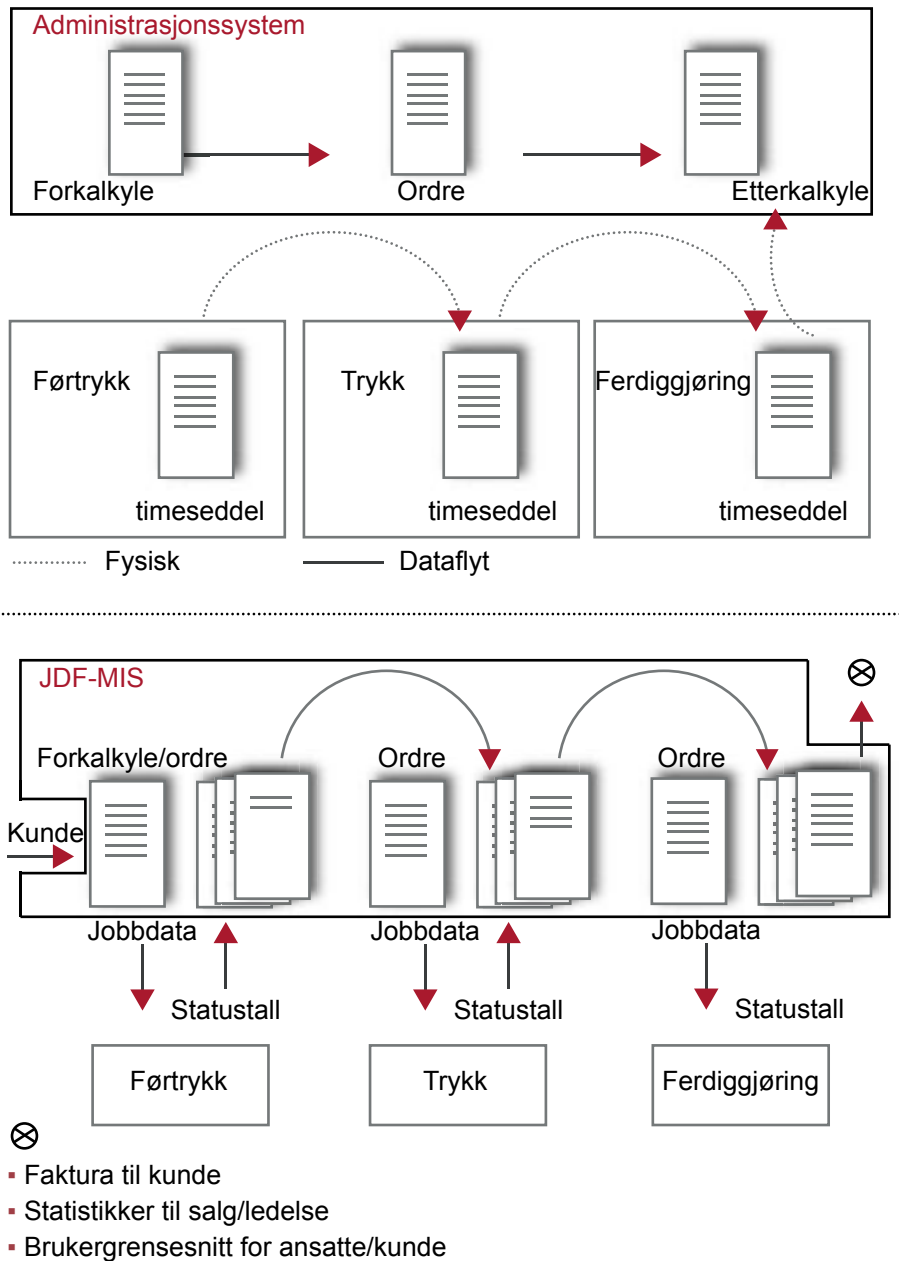 Administrasjonssystem
Forkalkyle
Ordre
Etterkalkyle
Førtrykk
Trykk
Ferdiggjøring
timeseddel
timeseddel
timeseddel
Fysisk
Dataflyt
JDF-MIS
Forkalkyle/ordre
Ordre
Ordre
Kunde
Jobbdata
Jobbdata
Jobbdata
Statustall
Statustall
Statustall
Førtrykk
Trykk
Ferdiggjøring
▪ Faktura til kunde
▪ Statistikker til salg/ledelse
▪ Brukergrensesnitt for ansatte/kunde